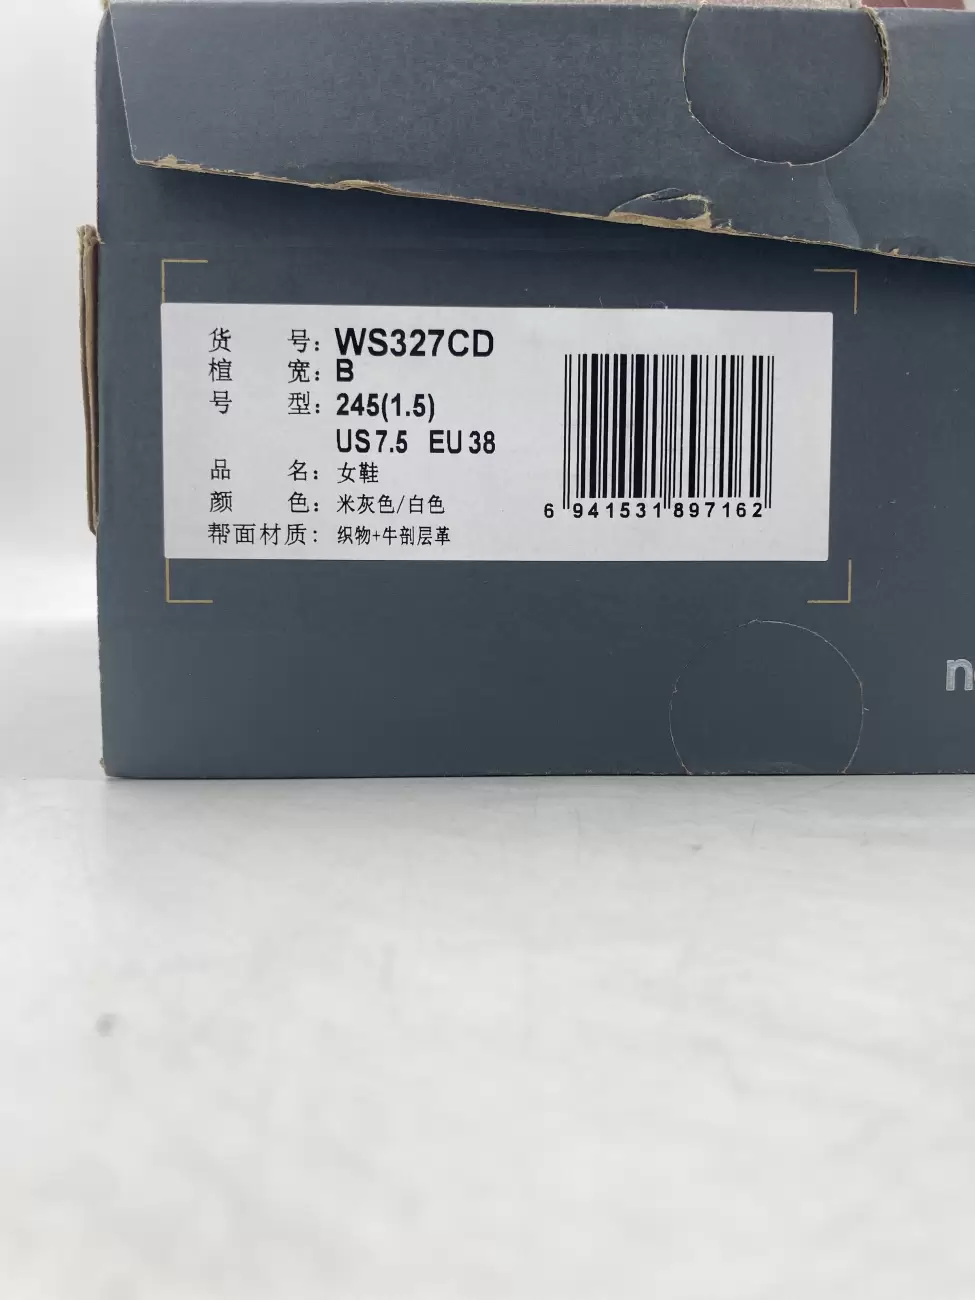 货 号: WS327CD
楦 宽: B
号 型: 245(1.5)
US 7.5 EU 38
品 名: 女鞋
颜 色: 米灰色/白色
帮面材质: 织物+牛剖层革
6 941531 897162
n